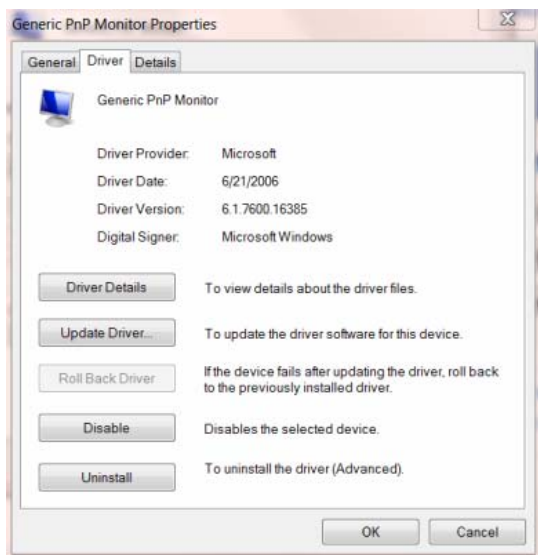 Generic PnP Monitor Properties
General Driver Details
Generic PnP Monitor
Driver Provider: Microsoft
Driver Date: 6/21/2006
Driver Version: 6.1.7600.16385
Digital Signer: Microsoft Windows
Driver Details To view details about the driver files.
Update Driver... To update the driver software for this device.
Roll Back Driver If the device fails after updating the driver, roll back
to the previously installed driver.
Disable Disables the selected device.
Uninstall To uninstall the driver (Advanced).
OK Cancel